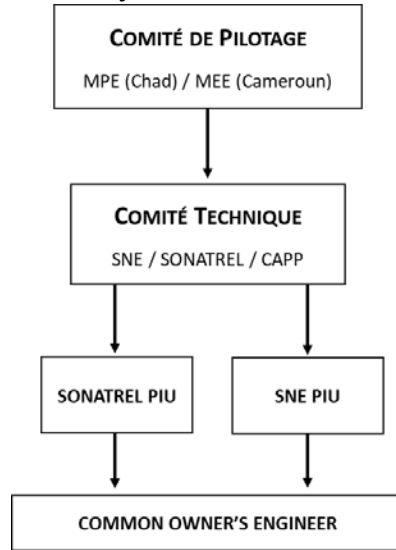 COMITÉ DE PILOTAGE
MPE (Chad) / MEE (Cameroun)
COMITÉ TECHNIQUE
SNE / SONATREL / CAPP
SONATREL PIU
SNE PIU
COMMON OWNER'S ENGINEER